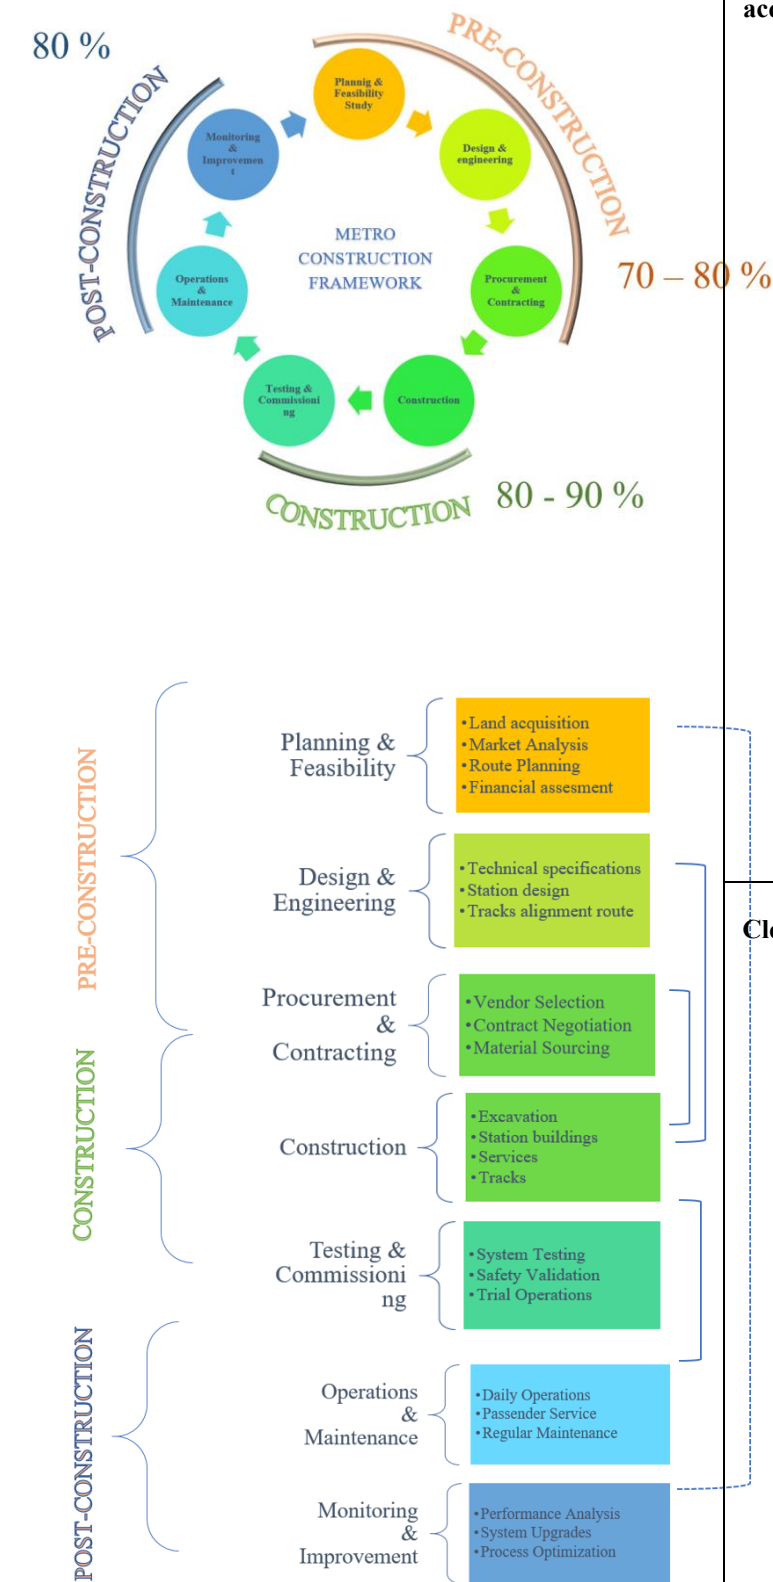 80 %
POST-CONSTRUCTION
PRE-CONSTRUCTION
Plannig &
Feasibility
Study
Design &
engineering
Procurement
&
Contracting
Construction
Testing &
Commissioni
ng
Operations
&
Maintenance
Monitoring
&
Improvemen
t
METRO
CONSTRUCTION
FRAMEWORK
70 – 80 %
CONSTRUCTION
80 - 90 %
PRE-CONSTRUCTION
Planning &
Feasibility
•Land acquisition
•Market Analysis
•Route Planning
•Financial assesment
Design &
Engineering
•Technical specifications
•Station design
•Tracks alignment route
Procurement
&
Contracting
•Vendor Selection
•Contract Negotiation
•Material Sourcing
CONSTRUCTION
Construction
•Excavation
•Station buildings
•Services
•Tracks
Testing &
Commissioni
ng
•System Testing
•Safety Validation
•Trial Operations
POST-CONSTRUCTION
Operations
&
Maintenance
•Daily Operations
•Passender Service
•Regular Maintenance
Monitoring
&
Improvement
•Performance Analysis
•System Upgrades
•Process Optimization